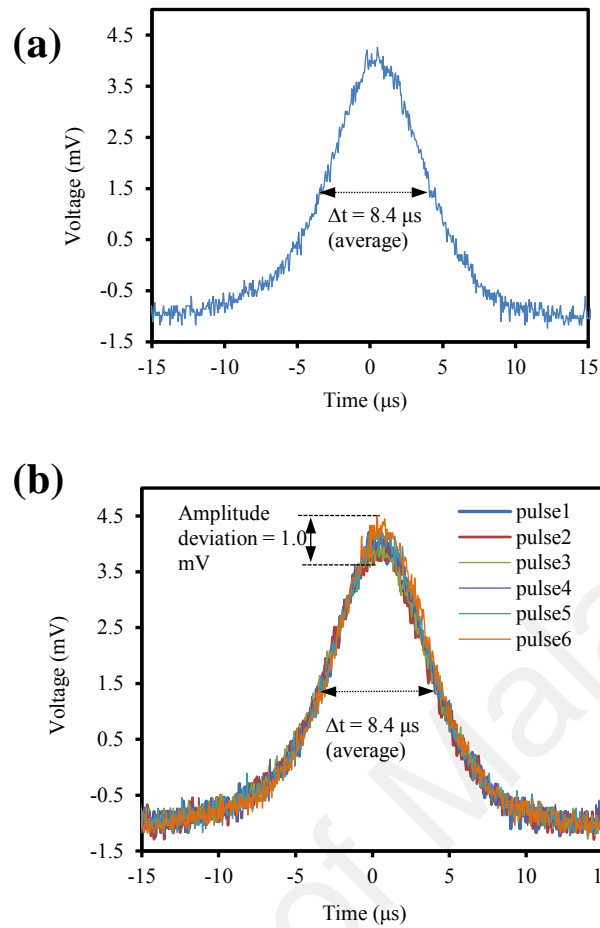 (a)
4.5
3.5
2.5
1.5
0.5
-0.5
-1.5
Voltage (mV)
Δt = 8.4 μs
(average)
-15 -10 -5 0 5 10 15
Time (μs)
(b)
4.5
3.5
2.5
1.5
0.5
-0.5
-1.5
Voltage (mV)
Amplitude
deviation = 1.0
mV
pulse1
pulse2
pulse3
pulse4
pulse5
pulse6
Δt = 8.4 μs
(average)
-15 -10 -5 0 5 10 15
Time (μs)
of Mala